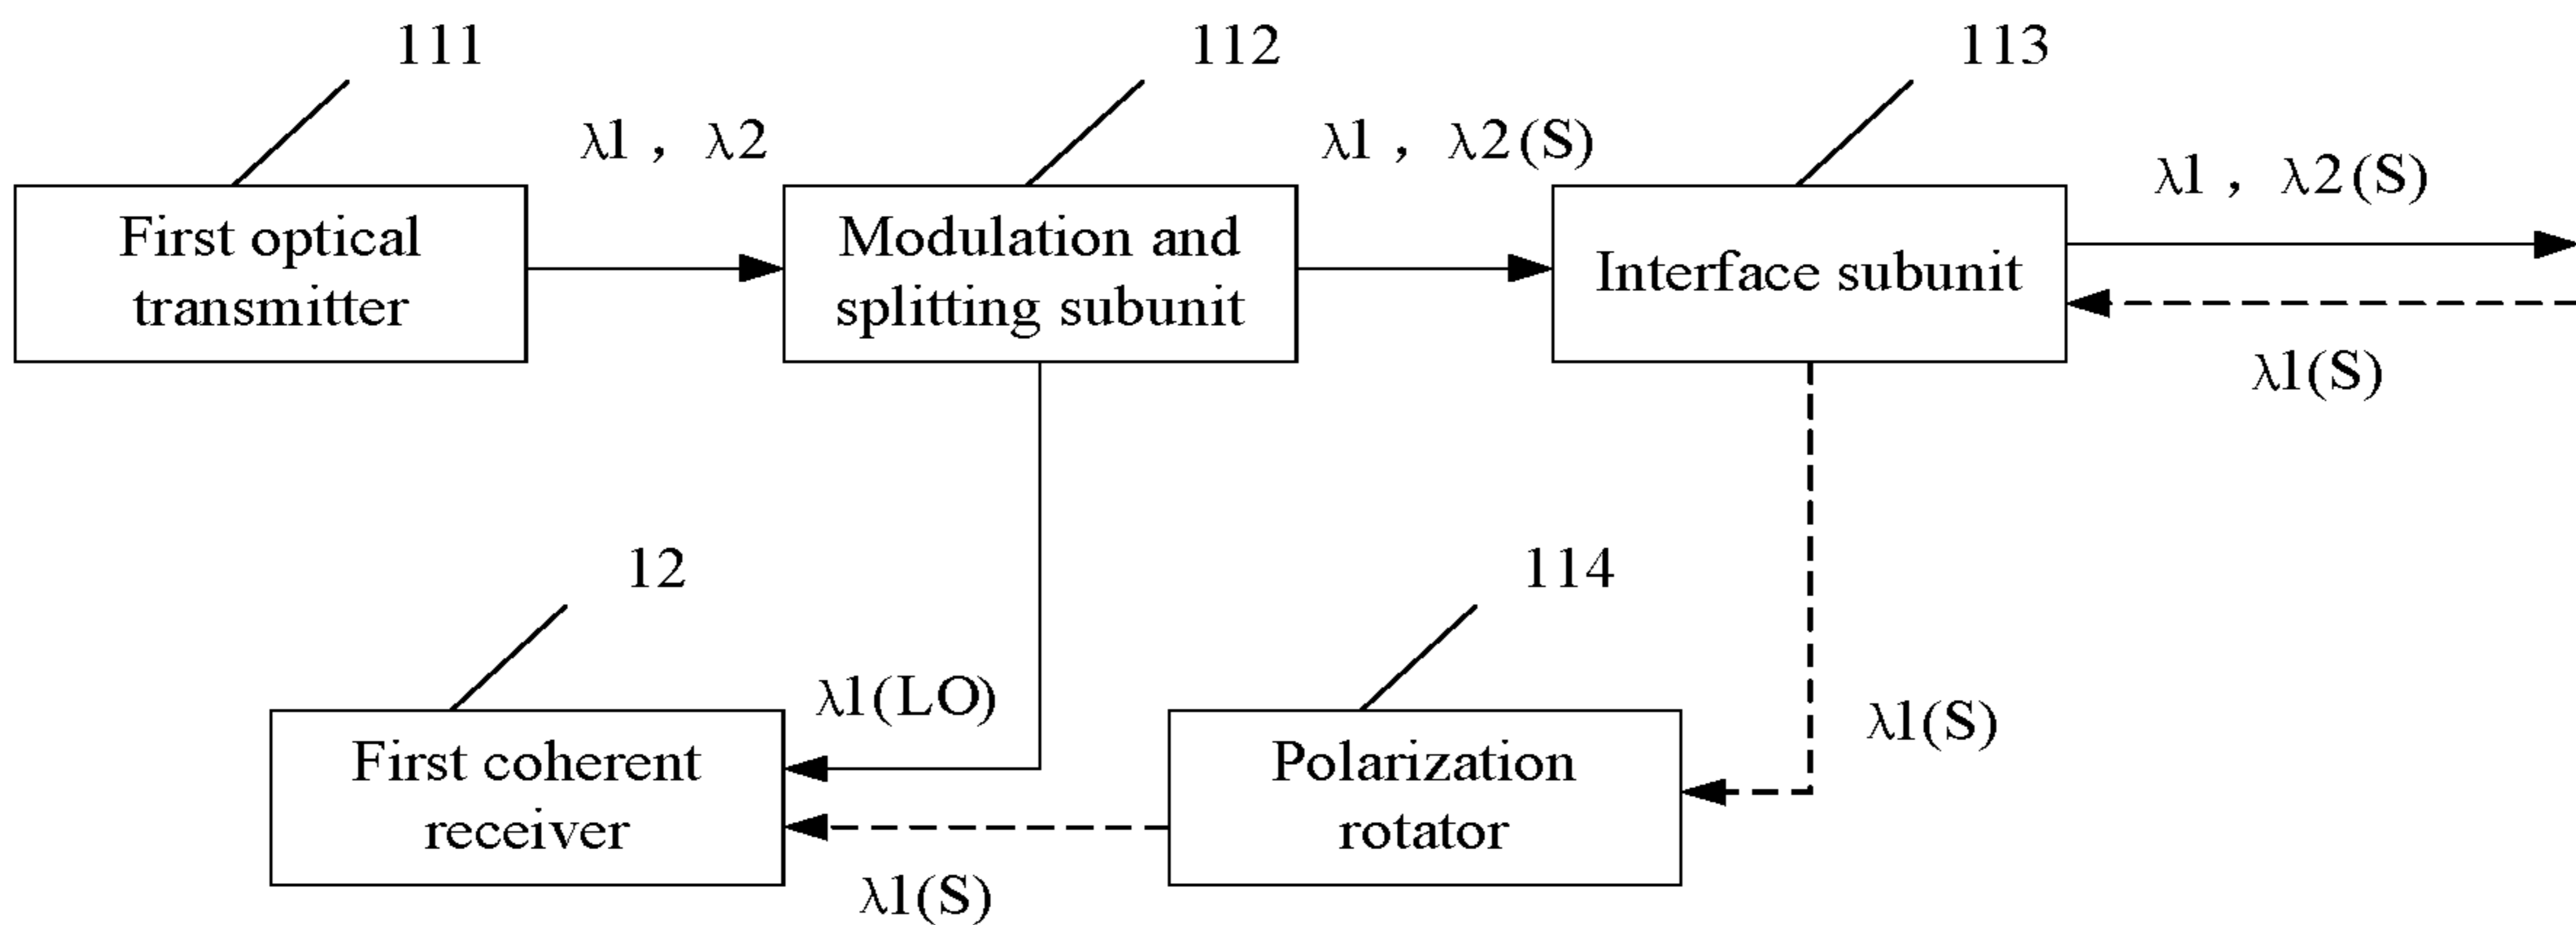 111
112
113
λ1 , λ2
λ1 , λ2(S)
λ1 , λ2(S)
First optical
transmitter
Modulation and
splitting subunit
Interface subunit
λ1(S)
12
114
λ1(LO)
λ1(S)
First coherent
receiver
Polarization
rotator
λ1(S)